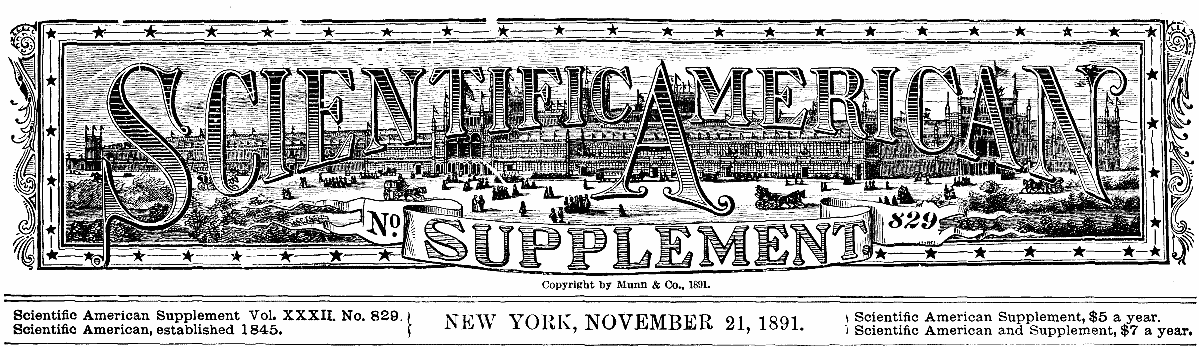 SCIENTIFIC AMERICAN
No. 829
SUPPLEMENT
Copyright by Munn & Co., 1891.
Scientific American Supplement Vol. XXXII. No. 829.
Scientific American, established 1845.
NEW YORK, NOVEMBER 21, 1891.
Scientific American Supplement, $5 a year.
Scientific American and Supplement, $7 a year.